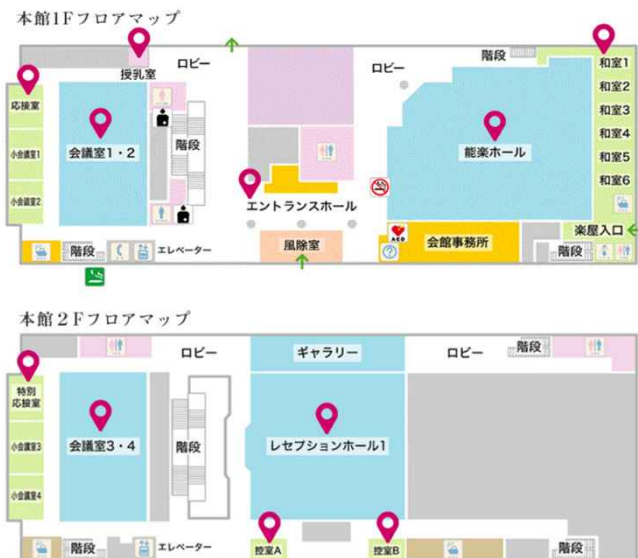 本館1Fフロアマップ
授乳室
ロビー
ロビー
階段
和室1
応接室
和室2
小会議室1
会議室1・2
階段
能楽ホール
和室3
和室4
和室5
小会議室2
和室6
エントランスホール
楽屋入口
階段
エレベーター
風除室
AED
会館事務所
階段
本館2Fフロアマップ
ロビー
ギャラリー
ロビー
階段
特別
応接室
小会議室3
会議室3・4
階段
レセプションホール1
小会議室4
階段
エレベーター
控室A
控室B
階段